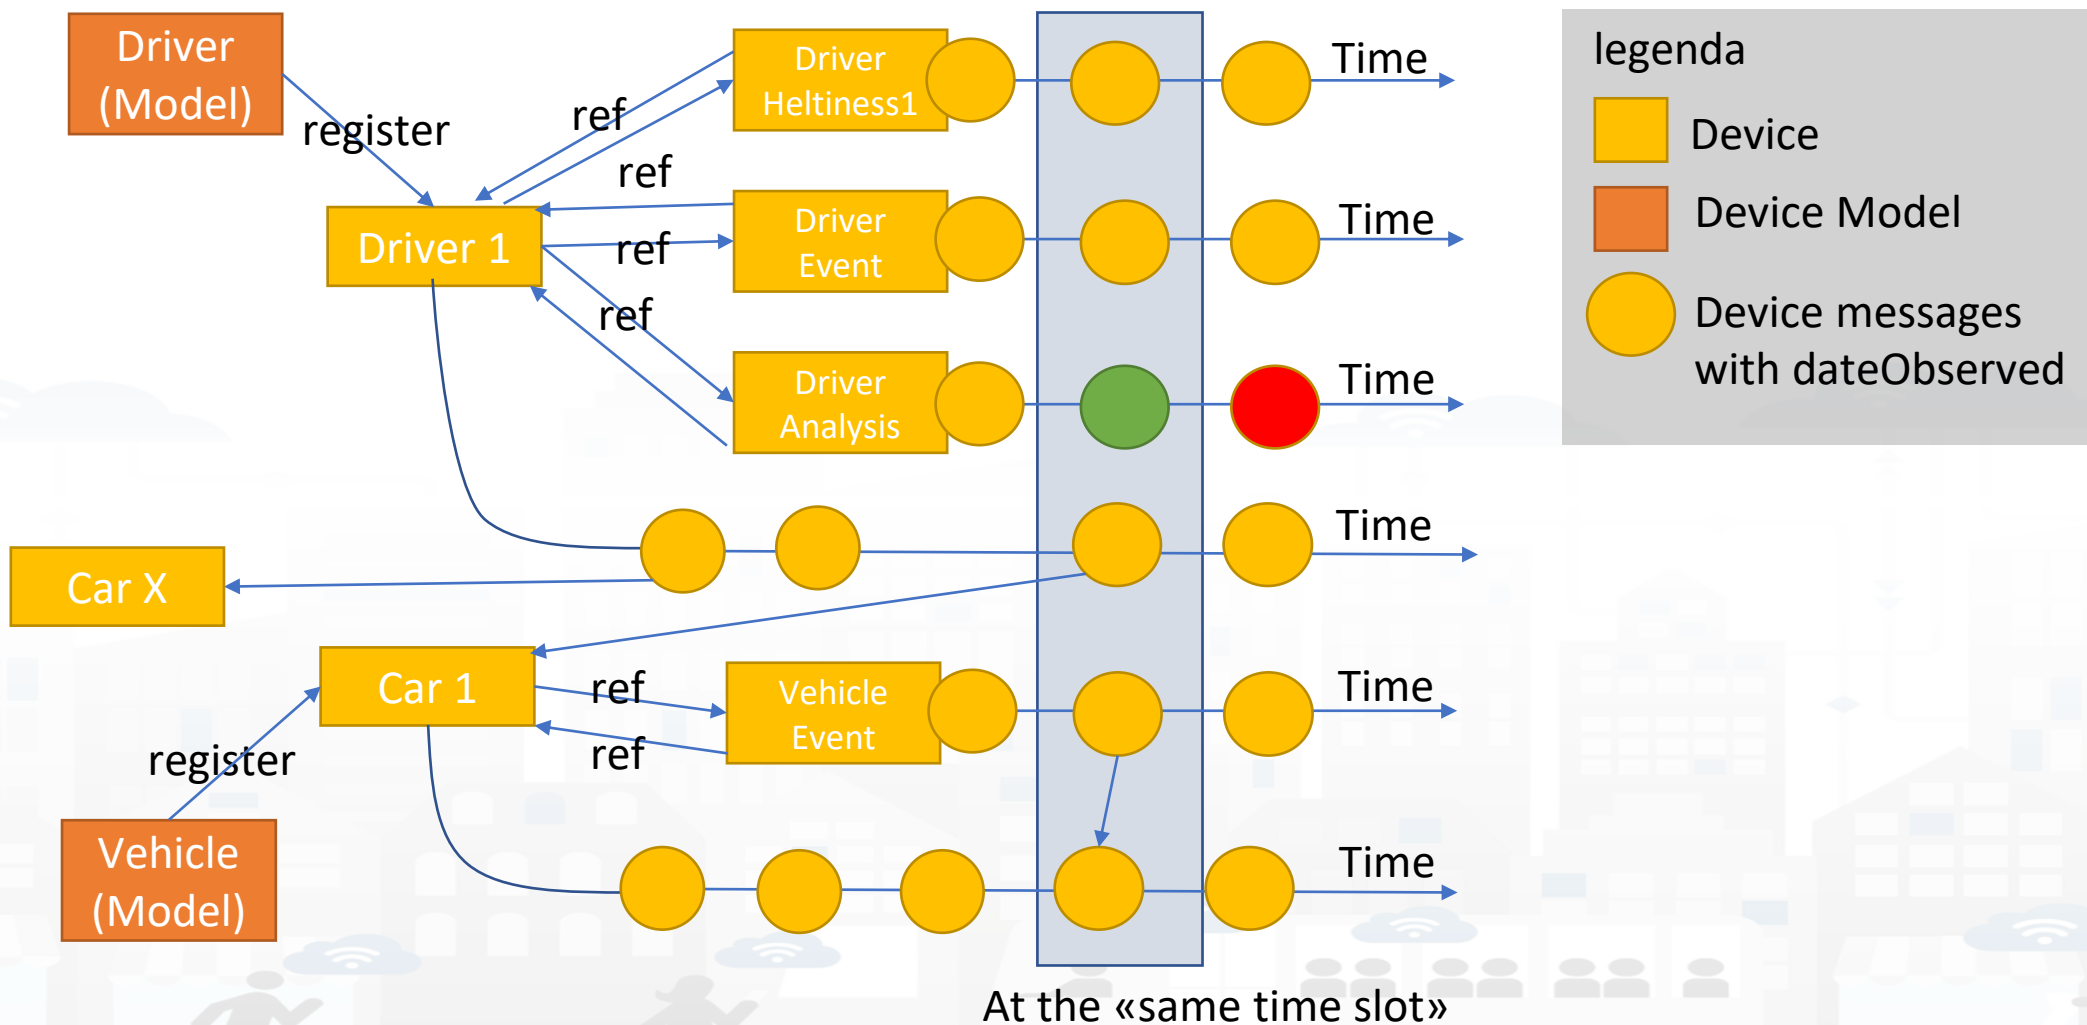 Driver
(Model)
register
Driver 1
ref
ref
ref
ref
Driver
Heltiness1
Time
Driver
Event
Time
Driver
Analysis
Time
Time
Car X
Car 1
ref
ref
Vehicle
Event
Time
register
Vehicle
(Model)
Time
At the «same time slot»
legenda
Device
Device Model
Device messages
with dateObserved